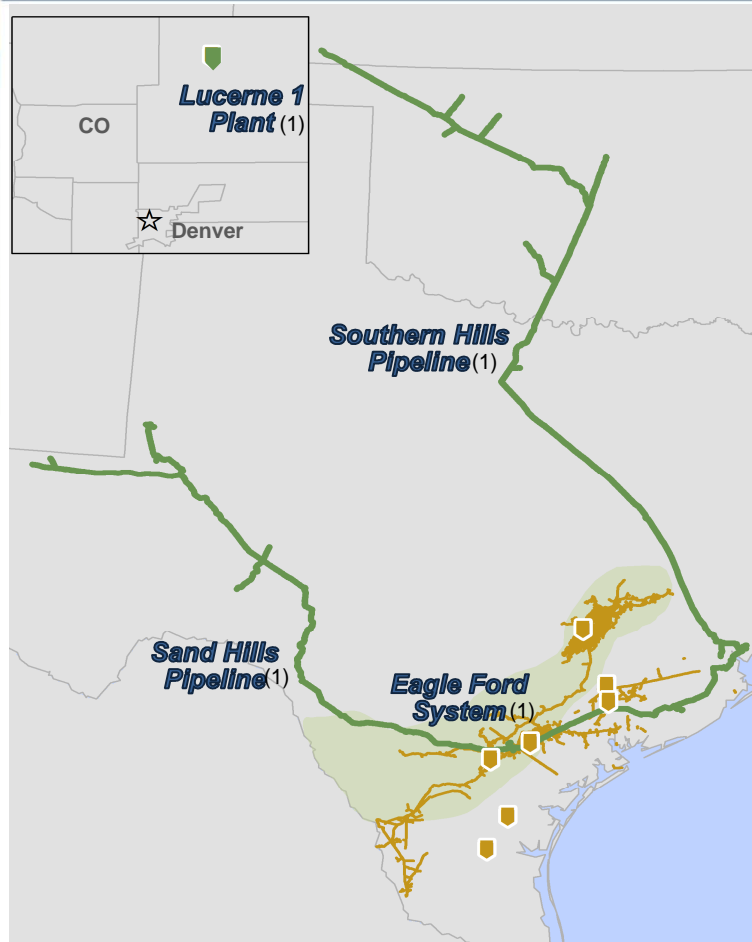 Lucerne 1
Plant (1)
CO
Denver
Southern Hills
Pipeline (1)
Sand Hills
Pipeline (1)
Eagle Ford
System (1)